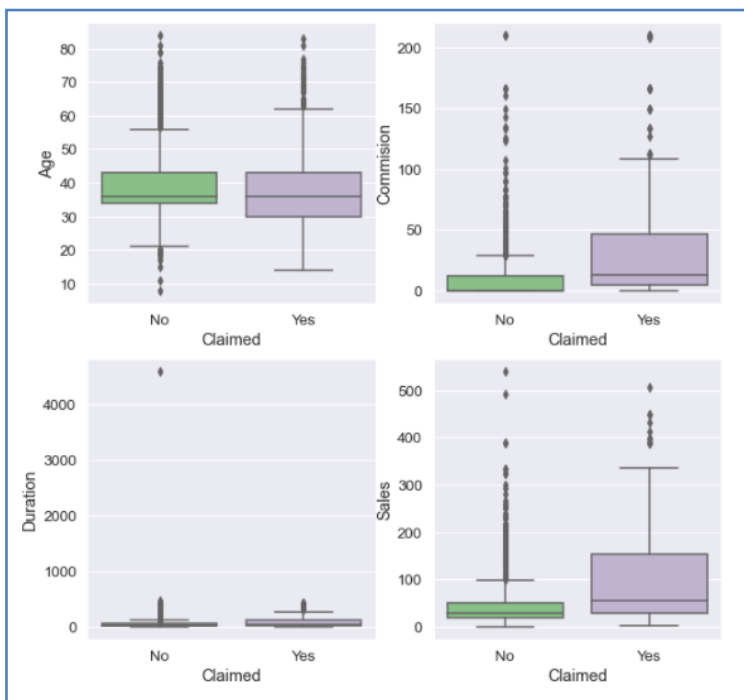 80
70
60
50
40
30
20
10
Age
No Yes
Claimed
200
150
100
50
0
Commision
No Yes
Claimed
4000
3000
2000
1000
0
Duration
No Yes
Claimed
500
400
300
200
100
0
Sales
No Yes
Claimed